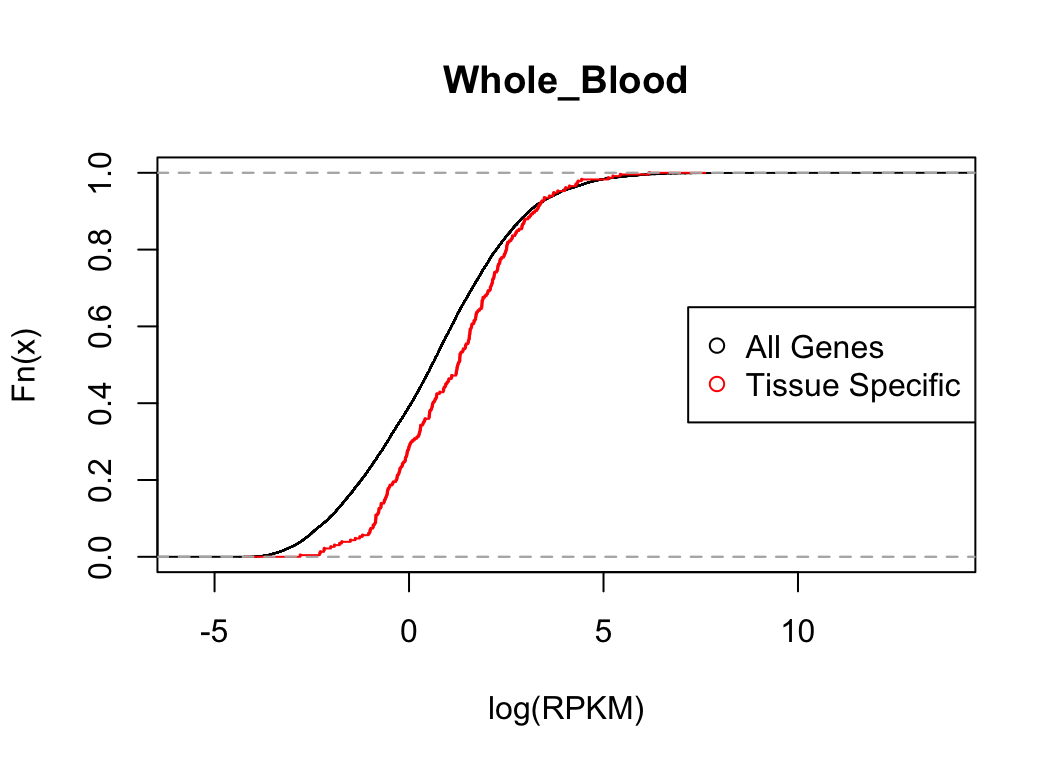 Whole_Blood
Fn(x)
1.0
0.8
0.6
0.4
0.2
0.0
All Genes
Tissue Specific
-5 0 5 10
log(RPKM)